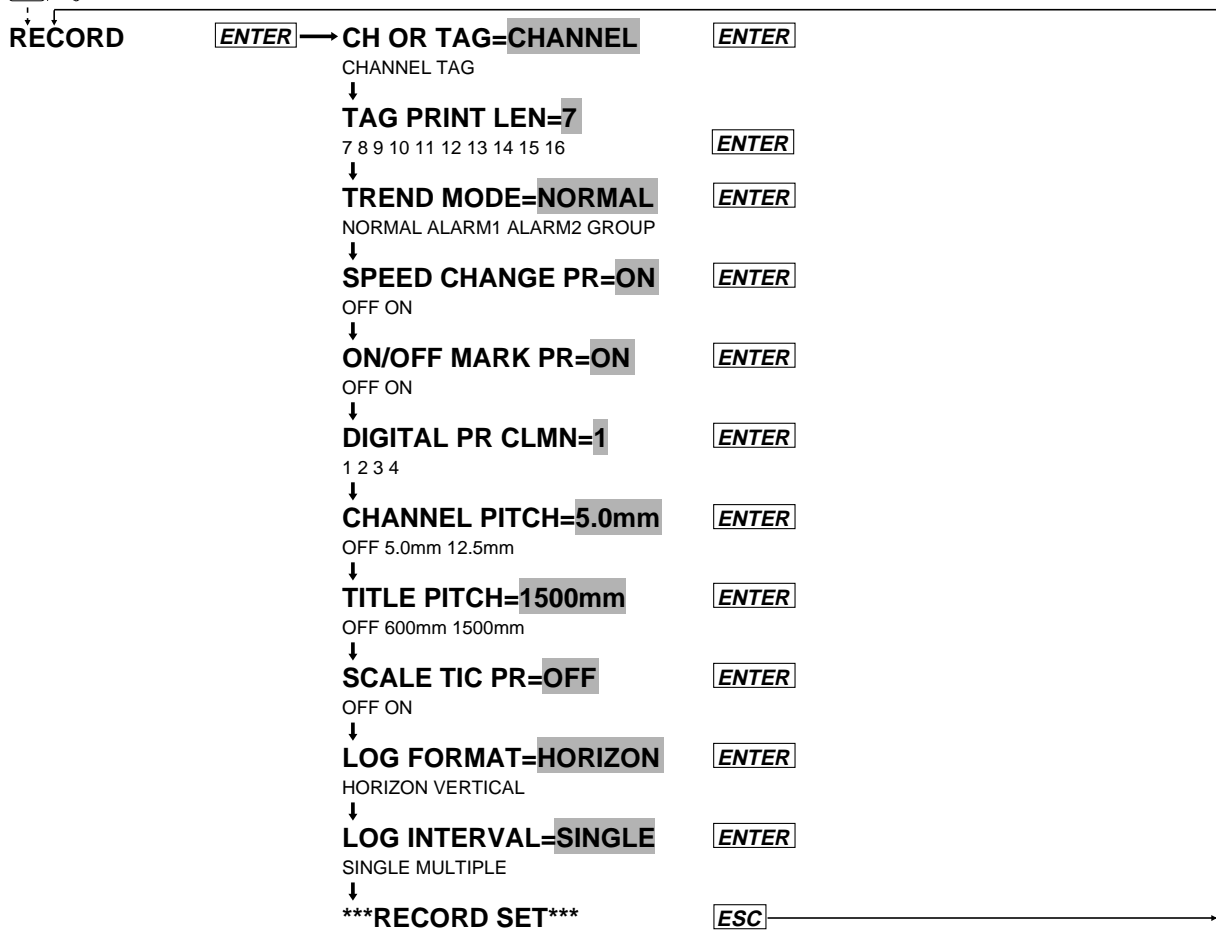 RECORD ENTER CH OR TAG=CHANNEL ENTER
CHANNEL TAG
TAG PRINT LEN=7
7 8 9 10 11 12 13 14 15 16 ENTER
TREND MODE=NORMAL ENTER
NORMAL ALARM1 ALARM2 GROUP
SPEED CHANGE PR=ON ENTER
OFF ON
ON/OFF MARK PR=ON ENTER
OFF ON
DIGITAL PR CLMN=1 ENTER
1 2 3 4
CHANNEL PITCH=5.0mm ENTER
OFF 5.0mm 12.5mm
TITLE PITCH=1500mm ENTER
OFF 600mm 1500mm
SCALE TIC PR=OFF ENTER
OFF ON
LOG FORMAT=HORIZON ENTER
HORIZON VERTICAL
LOG INTERVAL=SINGLE ENTER
SINGLE MULTIPLE
***RECORD SET*** ESC